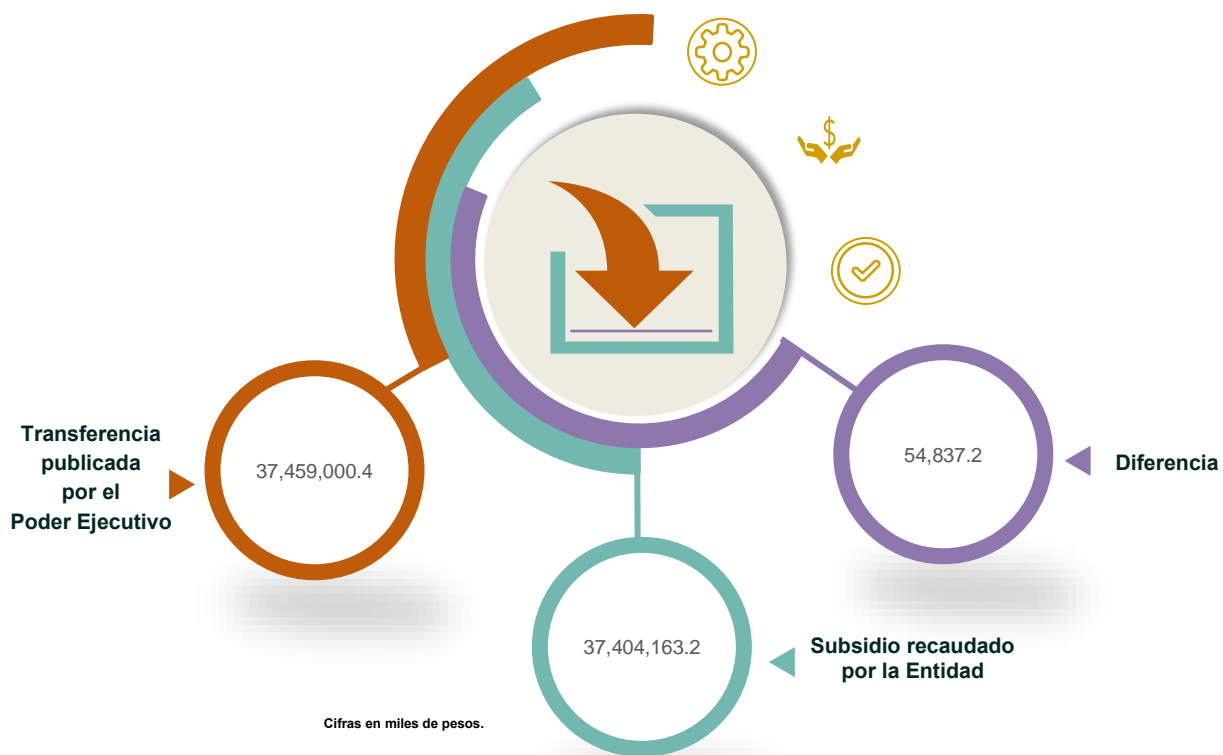 Transferencia
publicada
por el
Poder Ejecutivo
37,459,000.4
54,837.2
Diferencia
37,404,163.2
Subsidio recaudado
por la Entidad
Cifras en miles de pesos.